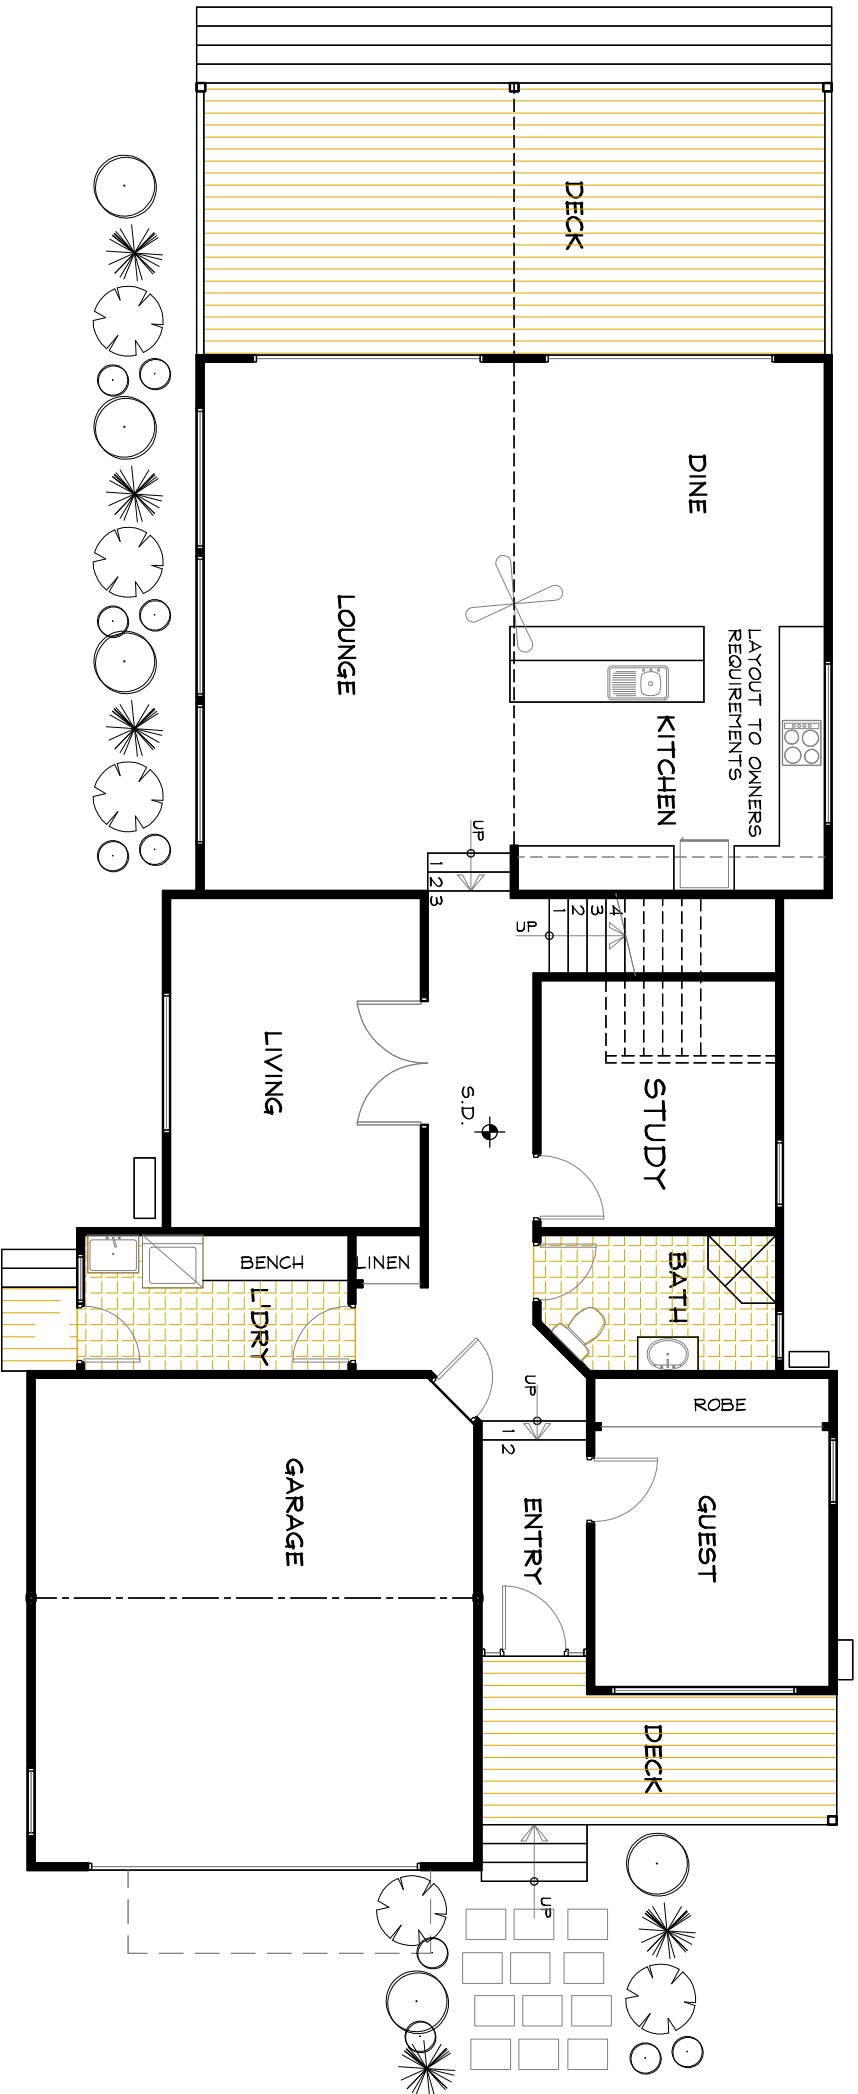 DECK
DINE
LOUNGE
LAYOUT TO OWNERS
REQUIREMENTS
KITCHEN
UP
1
2
3
UP
1
2
3
4
LIVING
S.D.
STUDY
BENCH
LINEN
L'DRY
BATH
UP
1
2
ROBE
GARAGE
ENTRY
GUEST
DECK
UP